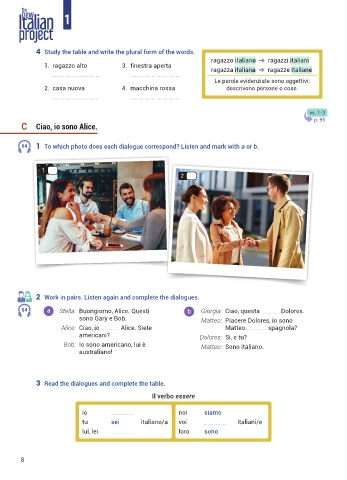 The
new
Italian
project
1
4 Study the table and write the plural form of the words.
1. ragazzo alto
3. finestra aperta
2. casa nuova
4. macchina rossa
ragazzo italiano → ragazzi italiani
ragazza italiana → ragazze italiane
Le parole evidenziate sono aggettivi:
descrivono persone o cose.
es. 1-3
p. 95
C Ciao, io sono Alice.
04 1 To which photo does each dialogue correspond? Listen and mark with a or b.
1
2
2 Work in pairs. Listen again and complete the dialogues.
04
a Stella: Buongiorno, Alice. Questi
sono Gary e Bob.
Alice: Ciao, io ............ Alice. Siete
americani?
Bob: Io sono americano, lui è
australiano!
b Giorgia: Ciao, questa ............ Dolores.
Matteo: Piacere Dolores, io sono
Matteo. ............ spagnola?
Dolores: Sì, e tu?
Matteo: Sono italiano.
3 Read the dialogues and complete the table.
Il verbo essere
io ............ noi siamo
tu sei italiano/a voi ............ italiani/e
lui, lei ............ loro sono
8